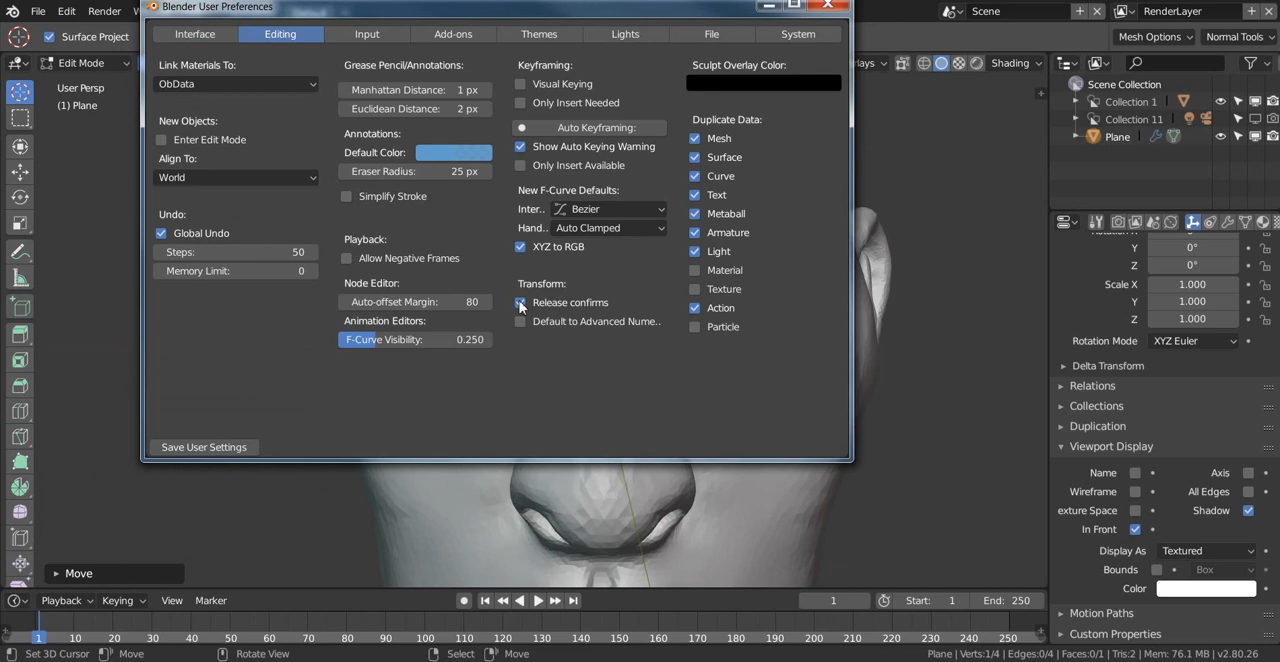 Blender User Preferences
File Edit Render
Scene
RenderLayer
Surface Project
Mesh Options
Normal Tools
Edit Mode
Interface Editing Input Add-ons Themes Lights File System
Shading
User Persp
(1) Plane
Link Materials To:
ObData
New Objects:
Enter Edit Mode
Align To:
World
Undo:
Global Undo
Steps: 50
Memory Limit: 0
Save User Settings
Grease Pencil/Annotations:
Manhattan Distance: 1 px
Euclidean Distance: 2 px
Annotations:
Default Color:
Eraser Radius: 25 px
Simplify Stroke
Playback:
Allow Negative Frames
Node Editor:
Auto-offset Margin: 80
Animation Editors:
F-Curve Visibility: 0.250
Keyframing:
Visual Keying
Only Insert Needed
Auto Keyframing:
Show Auto Keying Warning
Only Insert Available
New F-Curve Defaults:
Inter.. Bezier
Hand.. Auto Clamped
XYZ to RGB
Transform:
Release confirms
Default to Advanced Nume..
Sculpt Overlay Color:
Duplicate Data:
Mesh
Surface
Curve
Text
Metaball
Armature
Light
Material
Texture
Action
Particle
Scene Collection
Collection 1
Collection 11
Plane
Y 0°
Z 0°
Scale X 1.000
Y 1.000
Z 1.000
Rotation Mode XYZ Euler
Delta Transform
Relations
Collections
Duplication
Viewport Display
Name Axis
Wireframe All Edges
exture Space Shadow
In Front
Display As Textured
Bounds Box
Color
Motion Paths
Custom Properties
Move
Playback Keying View Marker
1
Start: 1
End: 250
1 10 20 30 40 50 60 70 80 90 100 110 120 130 140 150 160 170 180 190 200 210 220 230 240 250
Set 3D Cursor Move Rotate View Select Move
Plane | Verts:1/4 | Edges:0/4 | Faces:0/1 | Tris:2 | Mem: 76.1 MB | v2.80.26